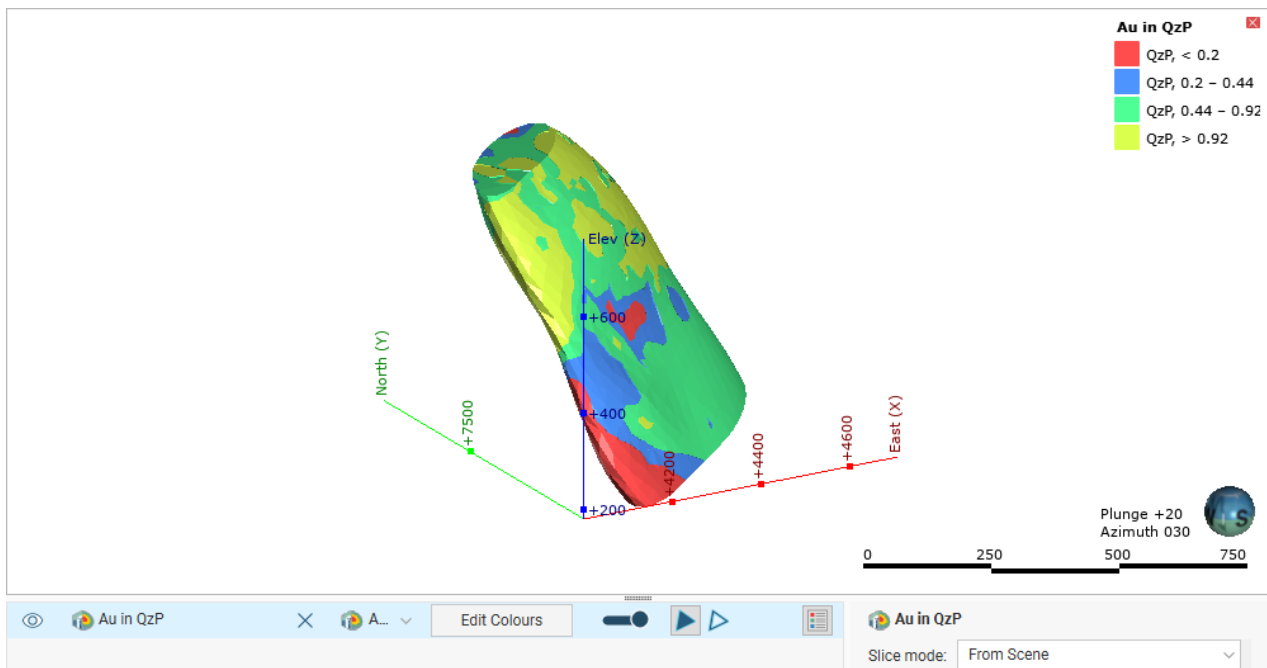 Au in QzP
QzP, < 0.2
QzP, 0.2 – 0.44
QzP, 0.44 – 0.92
QzP, > 0.92
Elev (Z)
+600
+400
+200
North (Y)
+7500
+4200
+4400
+4600
East (X)
Plunge +20
Azimuth 030
S
0 250 500 750
Au in QzP
A...
Edit Colours
Au in QzP
Slice mode: From Scene